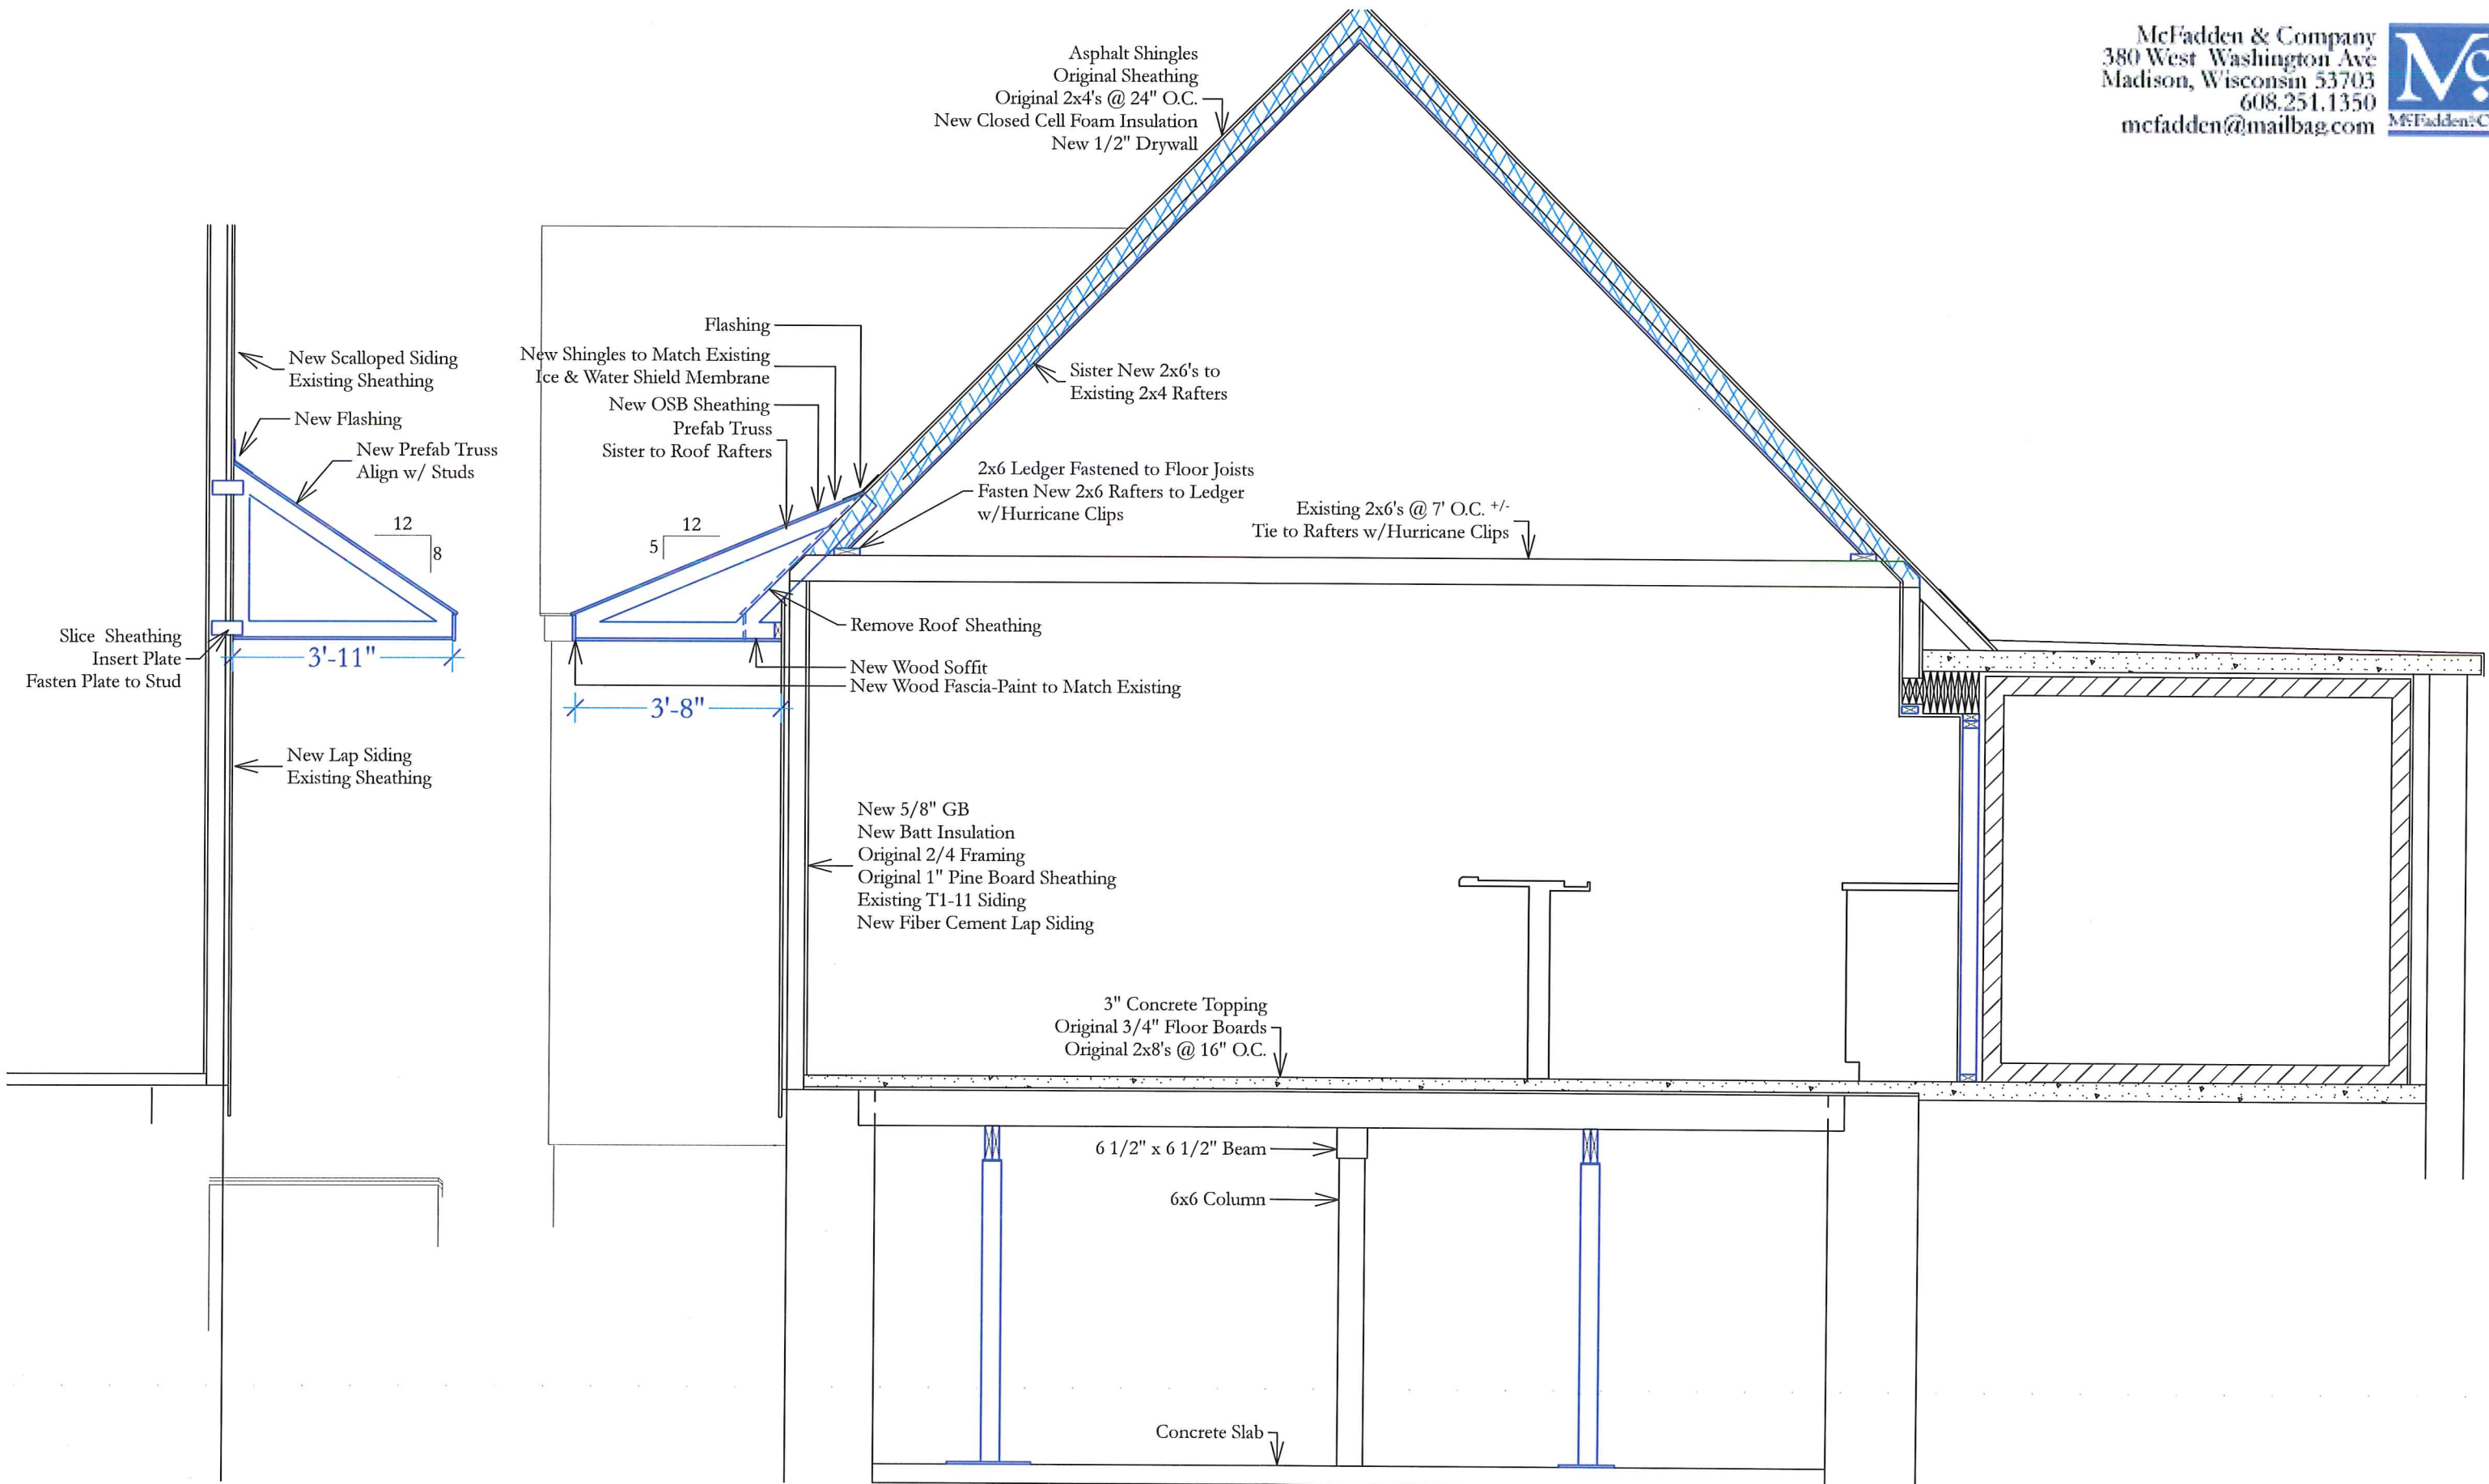 McFadden & Company
380 West Washington Ave
Madison, Wisconsin 53703
608.251.1350
mcfadden@mailbag.com
Asphalt Shingles
Original Sheathing
Original 2x4's @ 24" O.C.
New Closed Cell Foam Insulation
New 1/2" Drywall
New Scalloped Siding
Existing Sheathing
New Flashing
New Prefab Truss
Align w/ Studs
12
8
Slice Sheathing
Insert Plate
Fasten Plate to Stud
3'-11"
New Lap Siding
Existing Sheathing
Flashing
New Shingles to Match Existing
Ice & Water Shield Membrane
New OSB Sheathing
Prefab Truss
Sister to Roof Rafters
12
5
Sister New 2x6's to
Existing 2x4 Rafters
2x6 Ledger Fastened to Floor Joists
Fasten New 2x6 Rafters to Ledger
w/Hurricane Clips
Existing 2x6's @ 7' O.C. +/-
Tie to Rafters w/Hurricane Clips
Remove Roof Sheathing
New Wood Soffit
New Wood Fascia-Paint to Match Existing
3'-8"
New 5/8" GB
New Batt Insulation
Original 2/4 Framing
Original 1" Pine Board Sheathing
Existing T1-11 Siding
New Fiber Cement Lap Siding
3" Concrete Topping
Original 3/4" Floor Boards
Original 2x8's @ 16" O.C.
6 1/2" x 6 1/2" Beam
6x6 Column
Concrete Slab